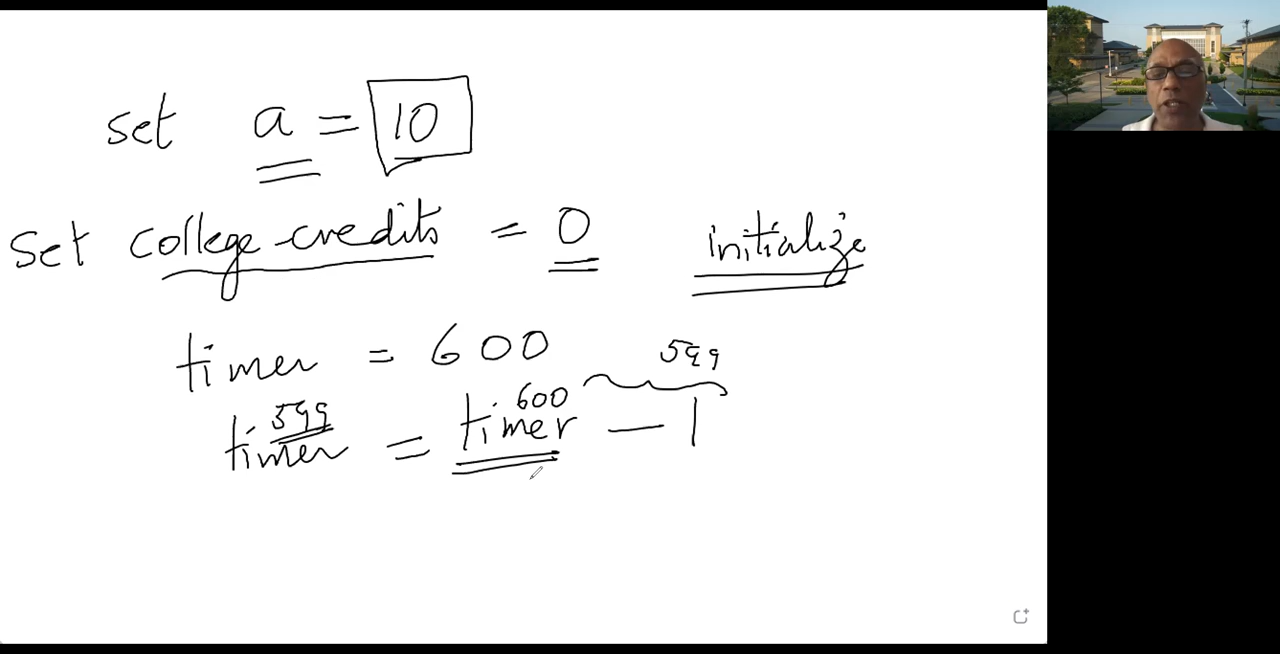 set a = 10
set college-credits = 0 initialize
timer = 600
599
599 600
timer = timer - 1